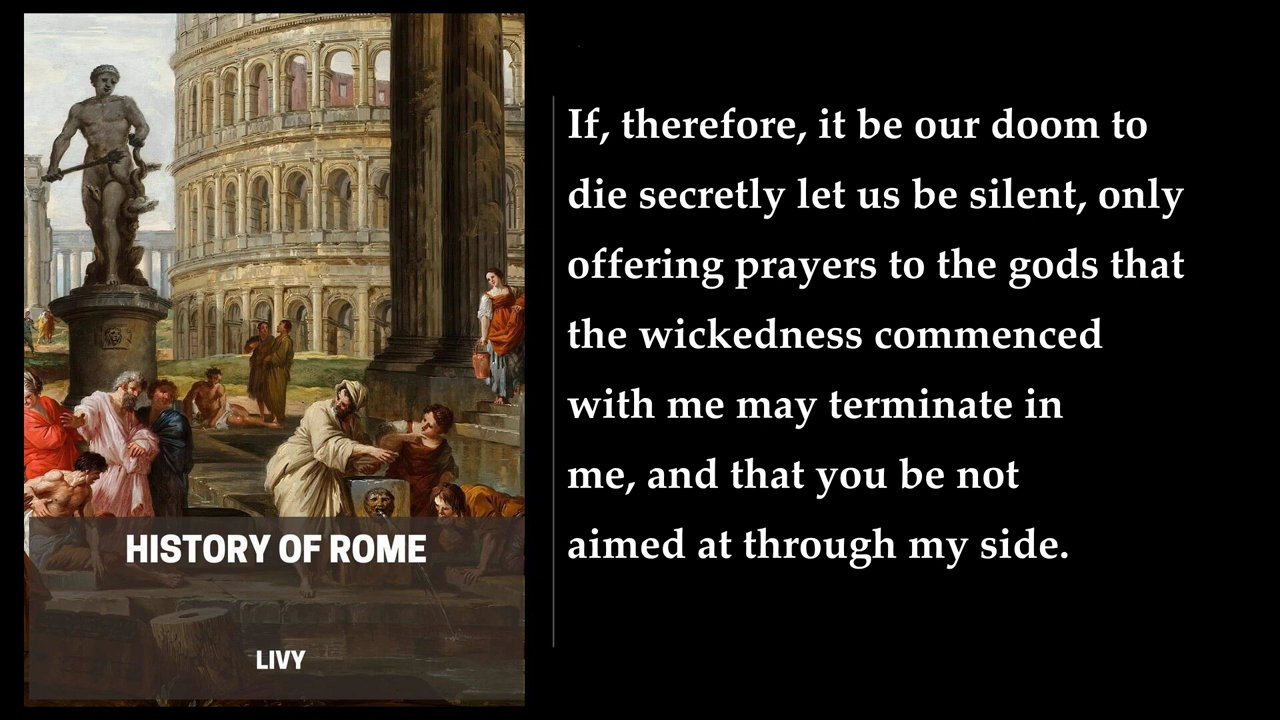 HISTORY OF ROME
LIVY
If, therefore, it be our doom to
die secretly let us be silent, only
offering prayers to the gods that
the wickedness commenced
with me may terminate in
me, and that you be not
aimed at through my side.